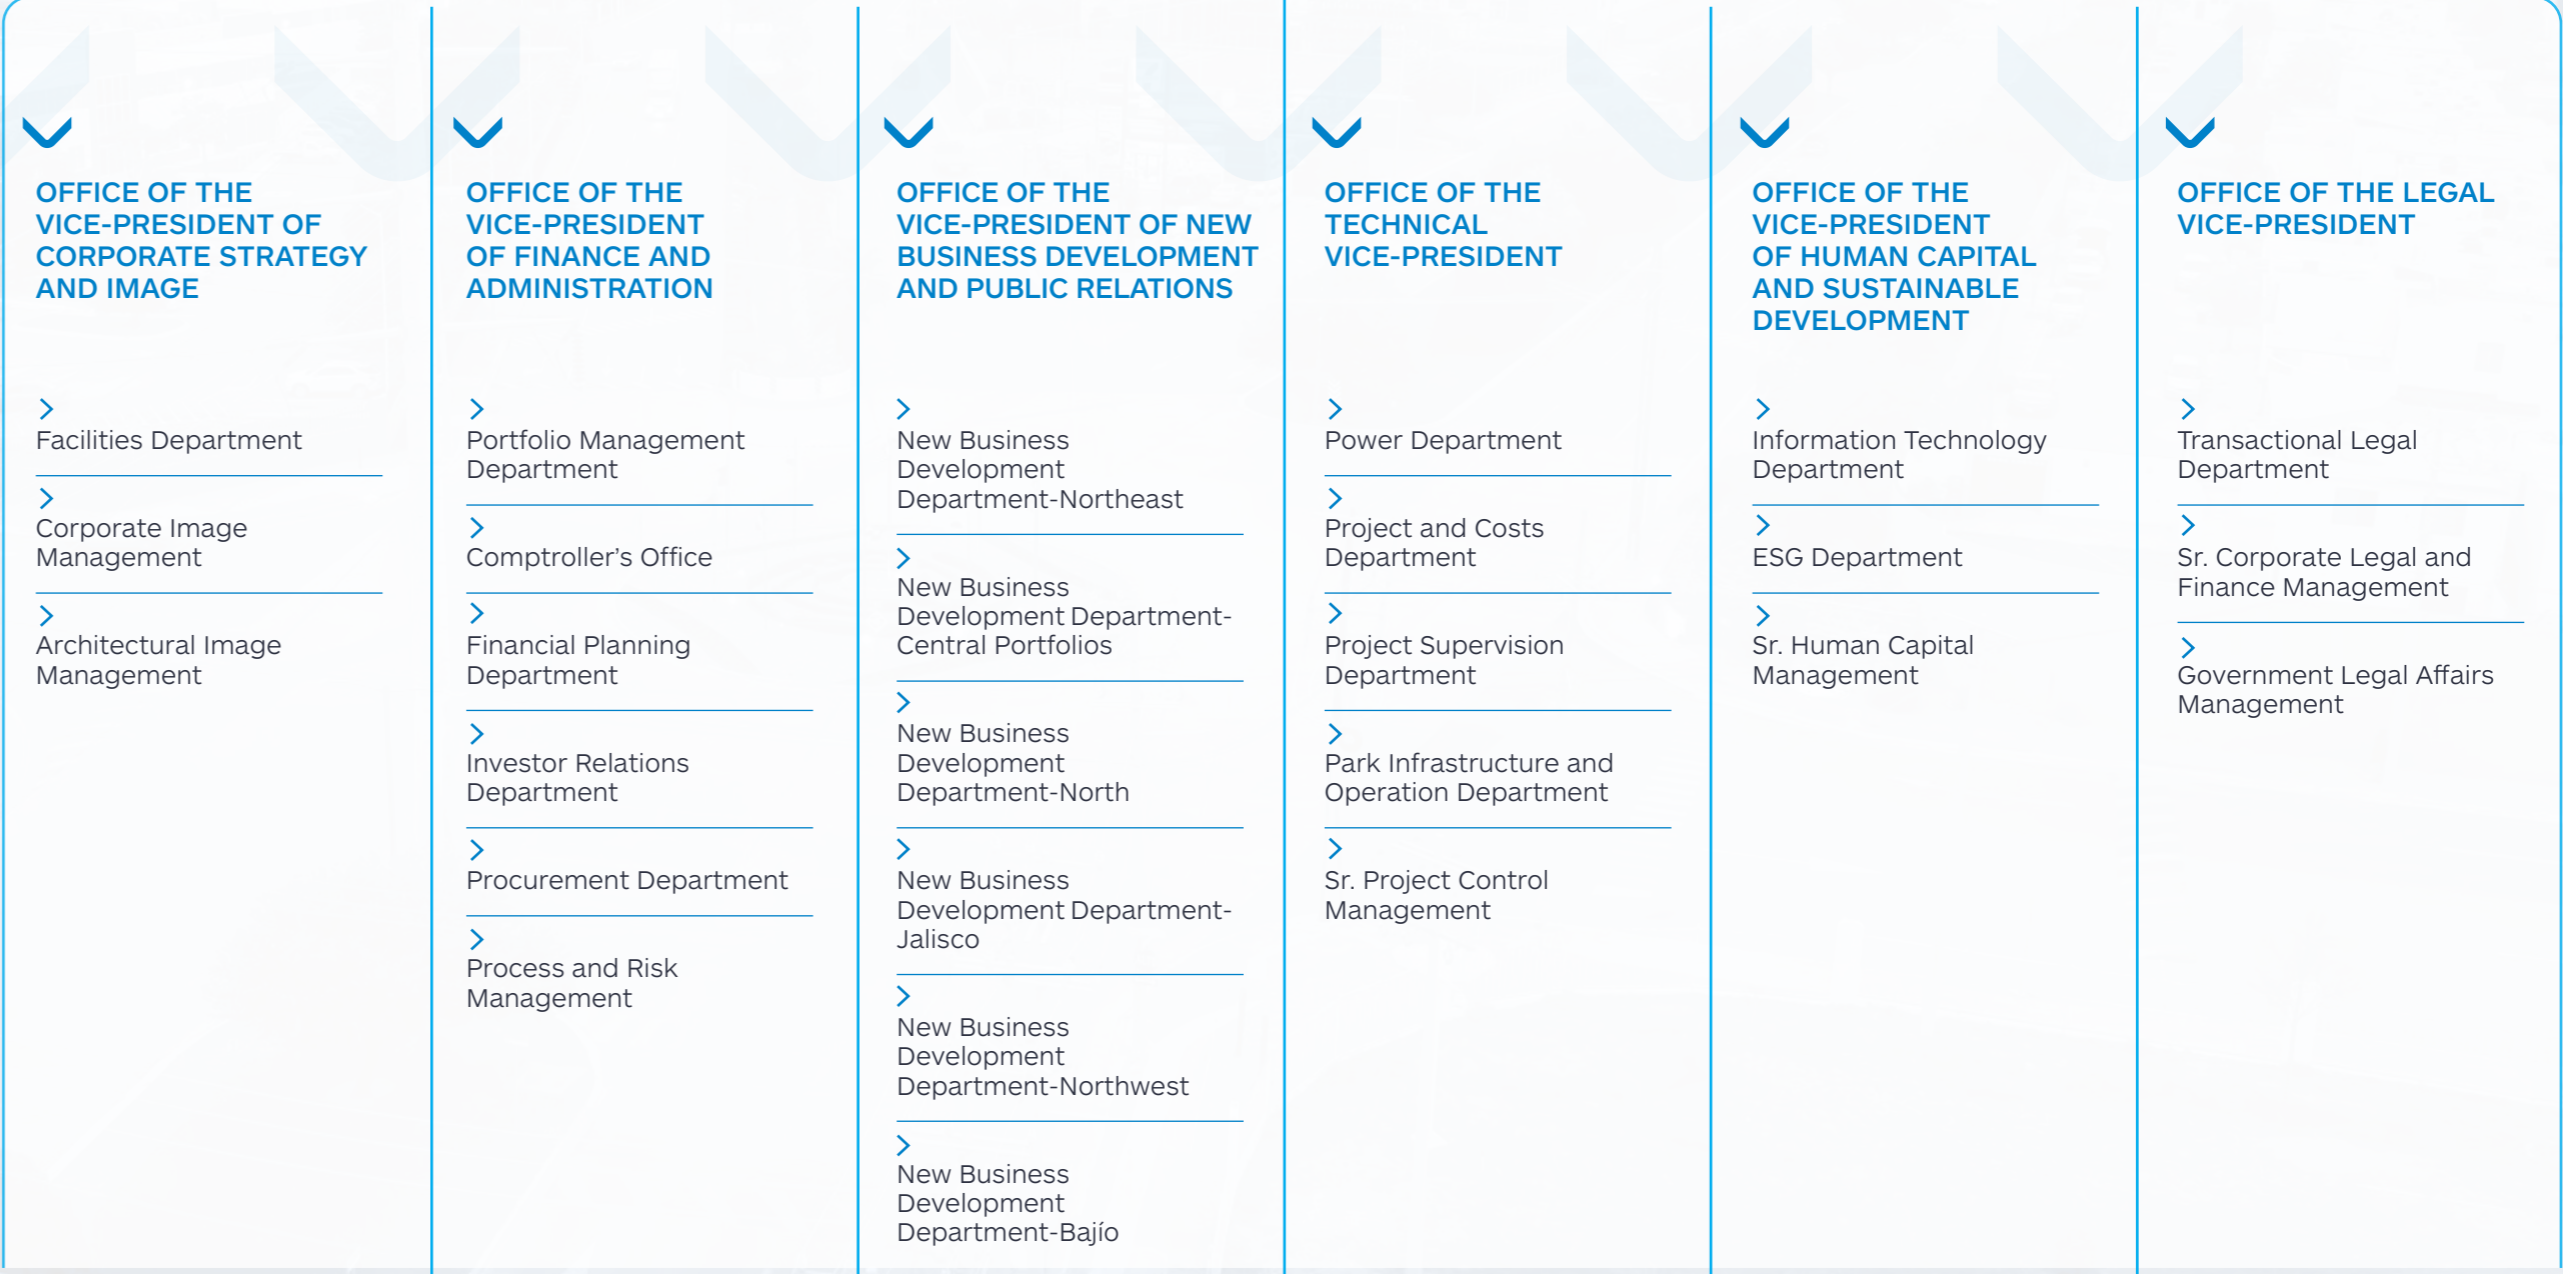 OFFICE OF THE
VICE-PRESIDENT OF
CORPORATE STRATEGY
AND IMAGE
Facilities Department
Corporate Image
Management
Architectural Image
Management
OFFICE OF THE
VICE-PRESIDENT
OF FINANCE AND
ADMINISTRATION
Portfolio Management
Department
Comptroller’s Office
Financial Planning
Department
Investor Relations
Department
Procurement Department
Process and Risk
Management
OFFICE OF THE
VICE-PRESIDENT OF NEW
BUSINESS DEVELOPMENT
AND PUBLIC RELATIONS
New Business
Development
Department-Northeast
New Business
Development Department-
Central Portfolios
New Business
Development
Department-North
New Business
Development Department-
Jalisco
New Business
Development
Department-Northwest
New Business
Development
Department-Bajío
OFFICE OF THE
TECHNICAL
VICE-PRESIDENT
Power Department
Project and Costs
Department
Project Supervision
Department
Park Infrastructure and
Operation Department
Sr. Project Control
Management
OFFICE OF THE
VICE-PRESIDENT
OF HUMAN CAPITAL
AND SUSTAINABLE
DEVELOPMENT
Information Technology
Department
ESG Department
Sr. Human Capital
Management
OFFICE OF THE LEGAL
VICE-PRESIDENT
Transactional Legal
Department
Sr. Corporate Legal and
Finance Management
Government Legal Affairs
Management